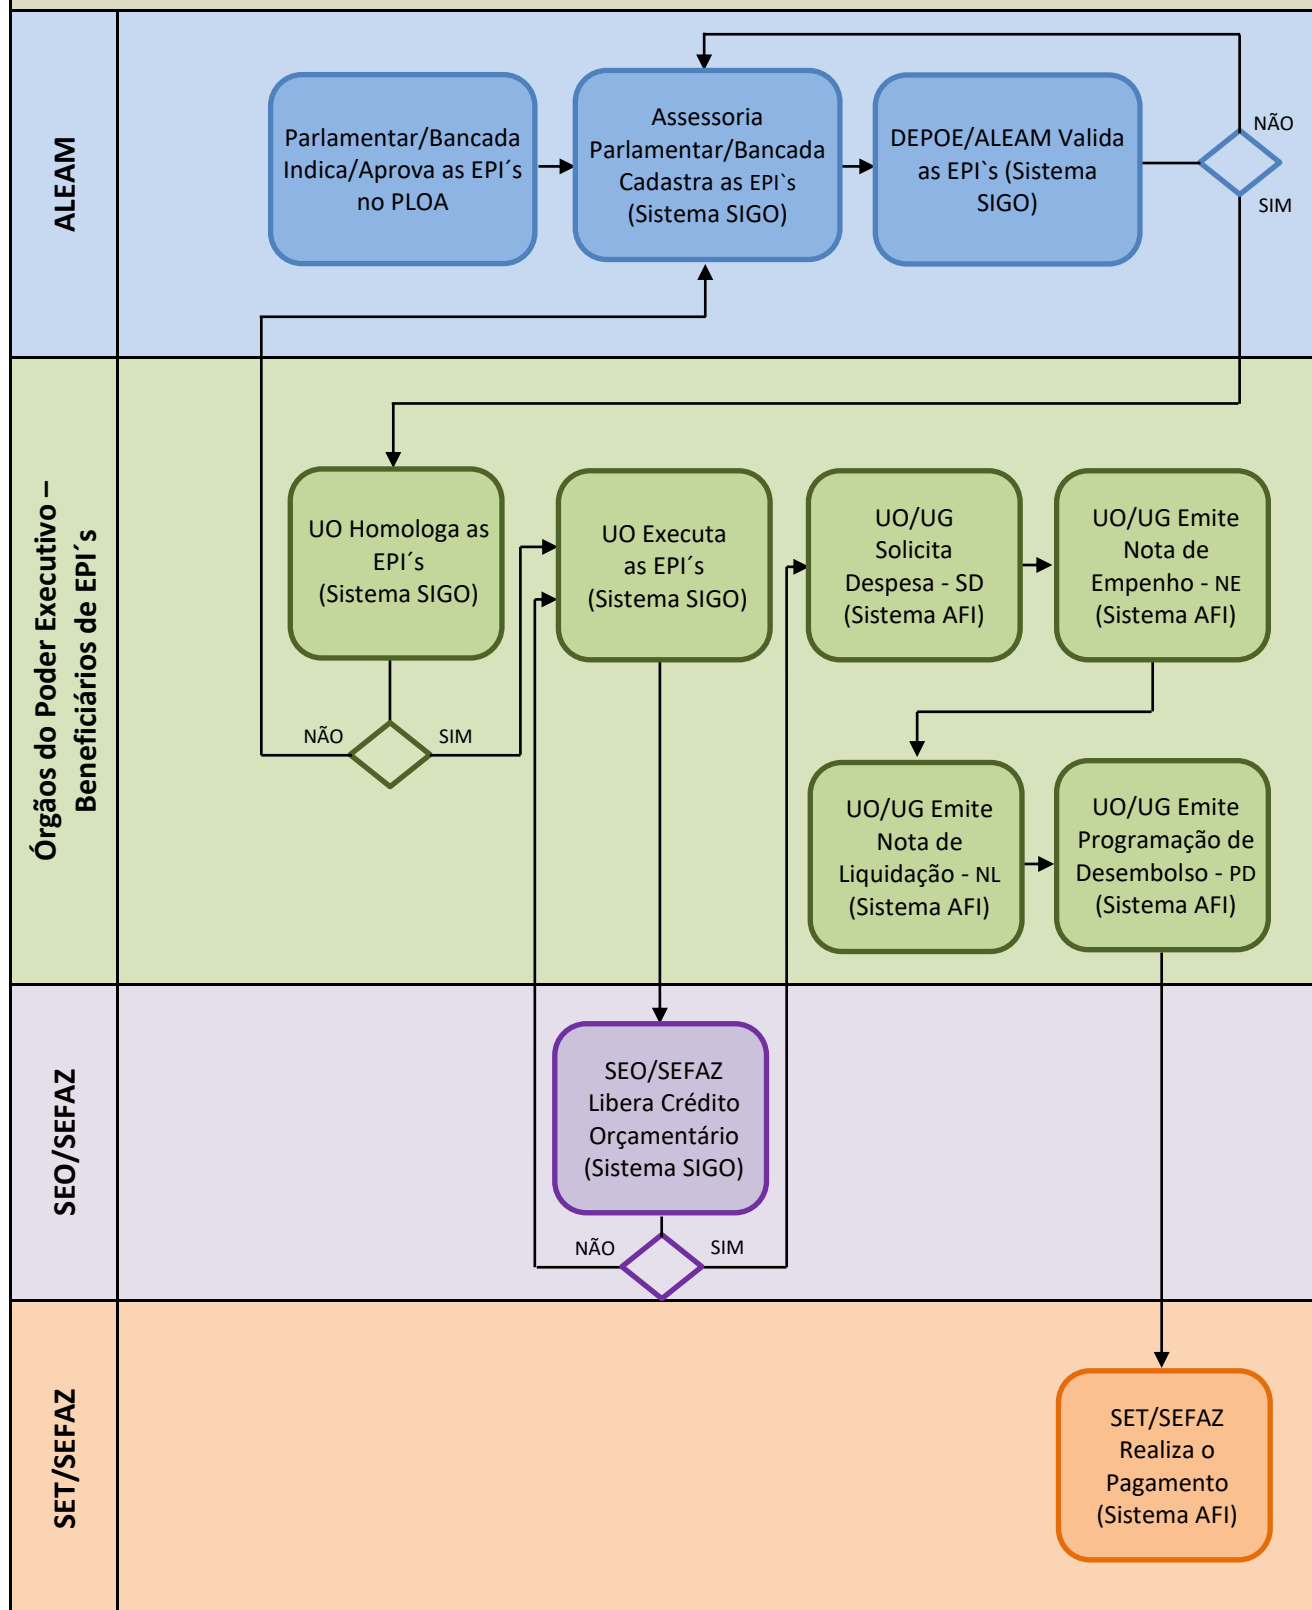 ALEAM
Parlamentar/Bancada
Indica/Aprova as EPI´s
no PLOA
Assessoria
Parlamentar/Bancada
Cadastra as EPI`s
(Sistema SIGO)
DEPOE/ALEAM Valida
as EPI`s (Sistema
SIGO)
NÃO
SIM
Órgãos do Poder Executivo –
Beneficiários de EPI´s
UO Homologa as
EPI´s
(Sistema SIGO)
NÃO
SIM
UO Executa
as EPI´s
(Sistema SIGO)
UO/UG
Solicita
Despesa - SD
(Sistema AFI)
UO/UG Emite
Nota de
Empenho - NE
(Sistema AFI)
UO/UG Emite
Nota de
Liquidação - NL
(Sistema AFI)
UO/UG Emite
Programação de
Desembolso - PD
(Sistema AFI)
SEO/SEFAZ
SEO/SEFAZ
Libera Crédito
Orçamentário
(Sistema SIGO)
NÃO
SIM
SET/SEFAZ
SET/SEFAZ
Realiza o
Pagamento
(Sistema AFI)